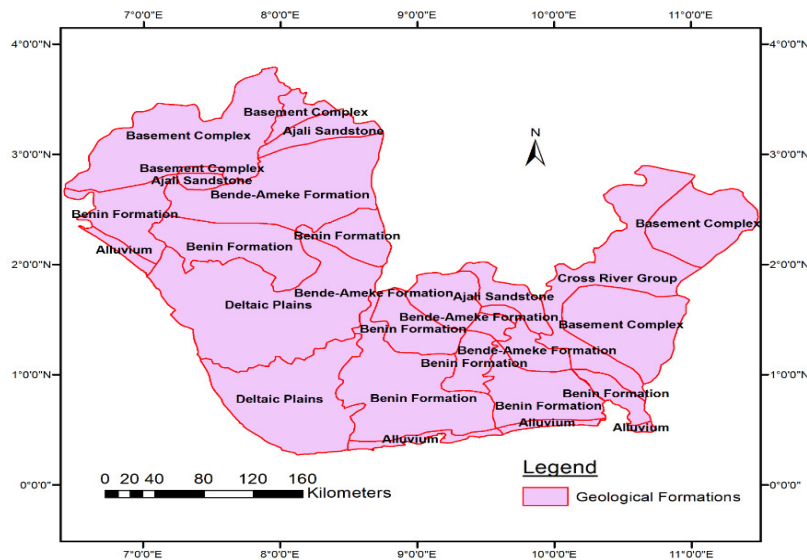 7°0'0"E 8°0'0"E 9°0'0"E 10°0'0"E 11°0'0"E
4°0'0"N 4°0'0"N
N
Basement Complex
Basement Complex
Ajali Sandstone
3°0'0"N 3°0'0"N
Basement Complex
Ajali Sandstone
Bende-Ameke Formation
Benin Formation
Basement Complex
Benin Formation
Benin Formation
Alluvium
2°0'0"N 2°0'0"N
Cross River Group
Bende-Ameke Formation
Ajali Sandstone
Deltaic Plains
Bende-Ameke Formation
Benin Formation
Basement Complex
Bende-Ameke Formation
Benin Formation
1°0'0"N 1°0'0"N
Benin Formation
Deltaic Plains
Benin Formation
Benin Formation
Alluvium
Alluvium
Alluvium
Legend
Geological Formations
0 20 40 80 120 160
Kilometers
0°0'0" 0°0'0"
7°0'0"E 8°0'0"E 9°0'0"E 10°0'0"E 11°0'0"E